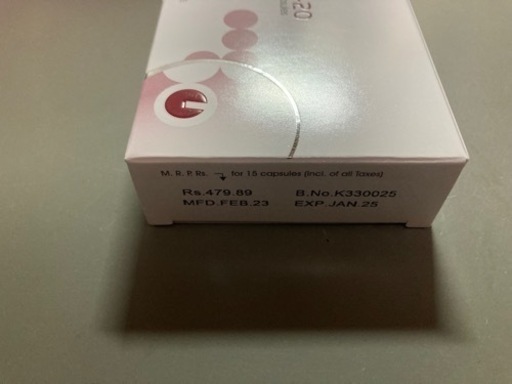 -20
M. R. P. Rs. for 15 capsules (Incl. of all Taxes)
Rs.479.89 B.No.K330025
MFD.FEB.23 EXP.JAN.25